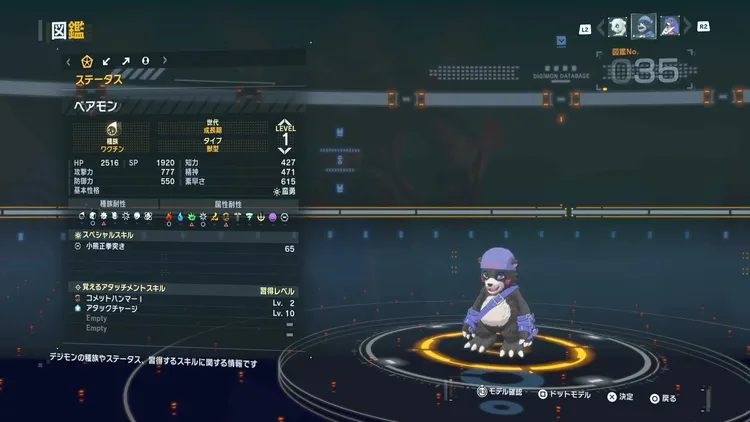 図鑑
L2
R2
図鑑No.
035
DIGIMON DATABASE
ステータス
ベアモン
種族
ワクチン
世代
成長期
タイプ
獣型
LEVEL
1
HP 2516 SP 1920 知力 427
攻撃力 777 精神 471
防御力 550 素早さ 615
基本性格 蛮勇
種族耐性 属性耐性
スペシャルスキル
小熊正拳突き 65
覚えるアタッチメントスキル 習得レベル
コメットハンマーⅠ Lv. 2
アタックチャージ Lv. 10
Empty
Empty
デジモンの種族やステータス、習得するスキルに関する情報です
R3 モデル確認 ドットモデル 決定 戻る